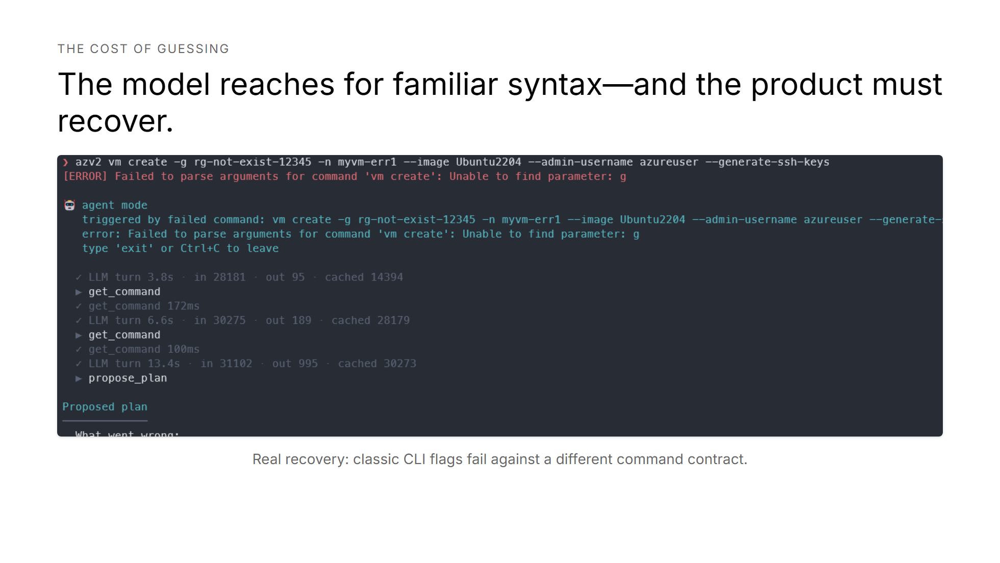 THE COST OF GUESSING
The model reaches for familiar syntax—and the product must
recover.
❯ azv2 vm create -g rg-not-exist-12345 -n myvm-err1 --image Ubuntu2204 --admin-username azureuser --generate-ssh-keys
[ERROR] Failed to parse arguments for command 'vm create': Unable to find parameter: g
agent mode
triggered by failed command: vm create -g rg-not-exist-12345 -n myvm-err1 --image Ubuntu2204 --admin-username azureuser --generate-
error: Failed to parse arguments for command 'vm create': Unable to find parameter: g
type 'exit' or Ctrl+C to leave
✓ LLM turn 3.8s · in 28181 · out 95 · cached 14394
▶ get_command
✓ get_command 172ms
✓ LLM turn 6.6s · in 30275 · out 189 · cached 28179
▶ get_command
✓ get_command 100ms
✓ LLM turn 13.4s · in 31102 · out 995 · cached 30273
▶ propose_plan
Proposed plan
What went wrong:
Real recovery: classic CLI flags fail against a different command contract.